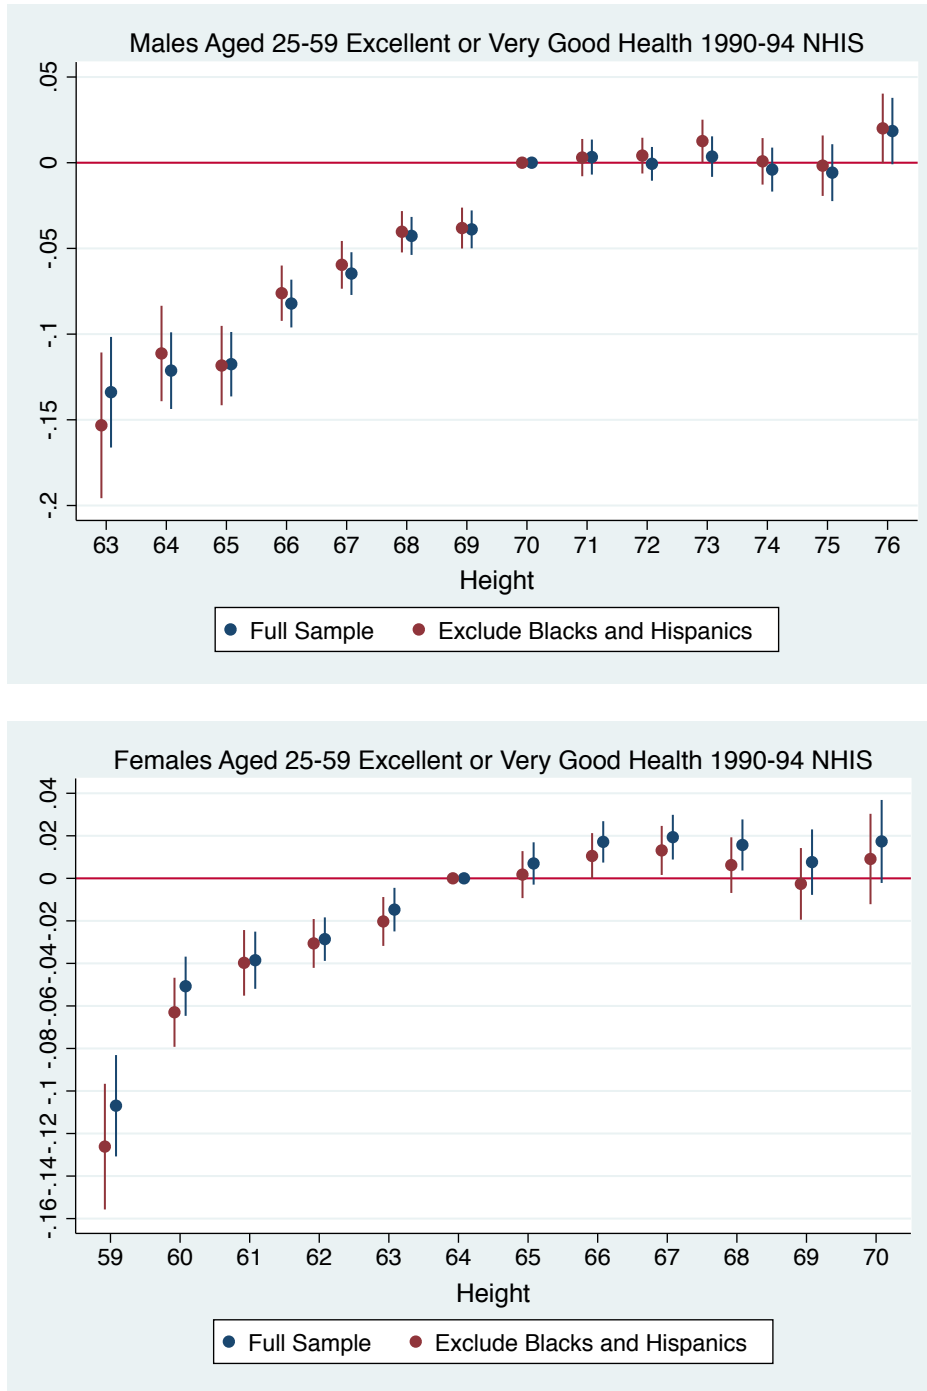 Males Aged 25-59 Excellent or Very Good Health 1990-94 NHIS
.05
0
-.05
-.1
-.15
-.2
63 64 65 66 67 68 69 70 71 72 73 74 75 76
Height
Full Sample Exclude Blacks and Hispanics
Females Aged 25-59 Excellent or Very Good Health 1990-94 NHIS
.04
.02
0
-.02
-.04
-.06
-.08
-.1
-.12
-.14
-.16
59 60 61 62 63 64 65 66 67 68 69 70
Height
Full Sample Exclude Blacks and Hispanics